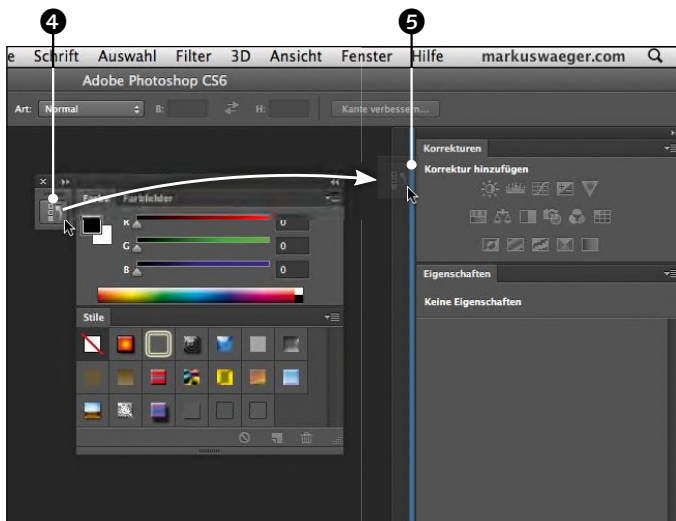 4 5
e Schrift Auswahl Filter 3D Ansicht Fenster Hilfe markuswaeger.com
Adobe Photoshop CS6
Art: Normal B: H: Kante verbessern...
Korrekturen
Korrektur hinzufügen
Farbe Farbfelder
R 0
G 0
B 0
Eigenschaften
Keine Eigenschaften
Stile